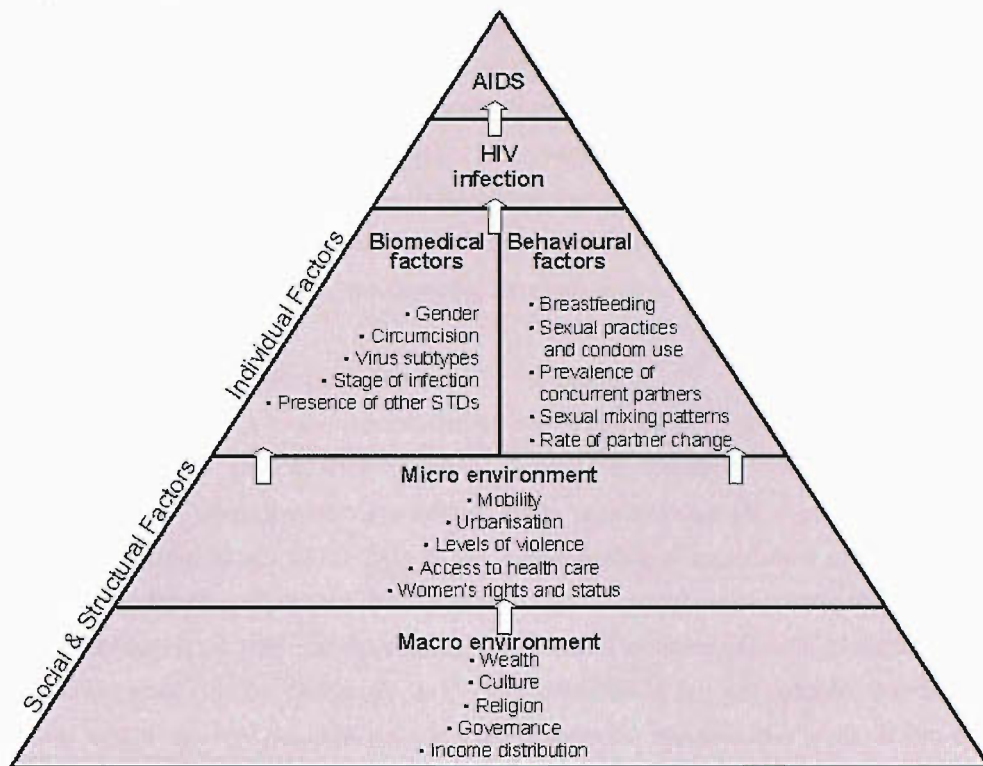 AIDS
HIV
infection
Individual Factors
Biomedical
factors
• Gender
• Circumcision
• Virus subtypes
• Stage of infection
• Presence of other STDs
Behavioural
factors
• Breastfeeding
• Sexual practices
and condom use
• Prevalence of
concurrent partners
• Sexual mixing patterns
• Rate of partner change
Social & Structural Factors
Micro environment
• Mobility
• Urbanisation
• Levels of violence
• Access to health care
• Women's rights and status
Macro environment
• Wealth
• Culture
• Religion
• Governance
• Income distribution